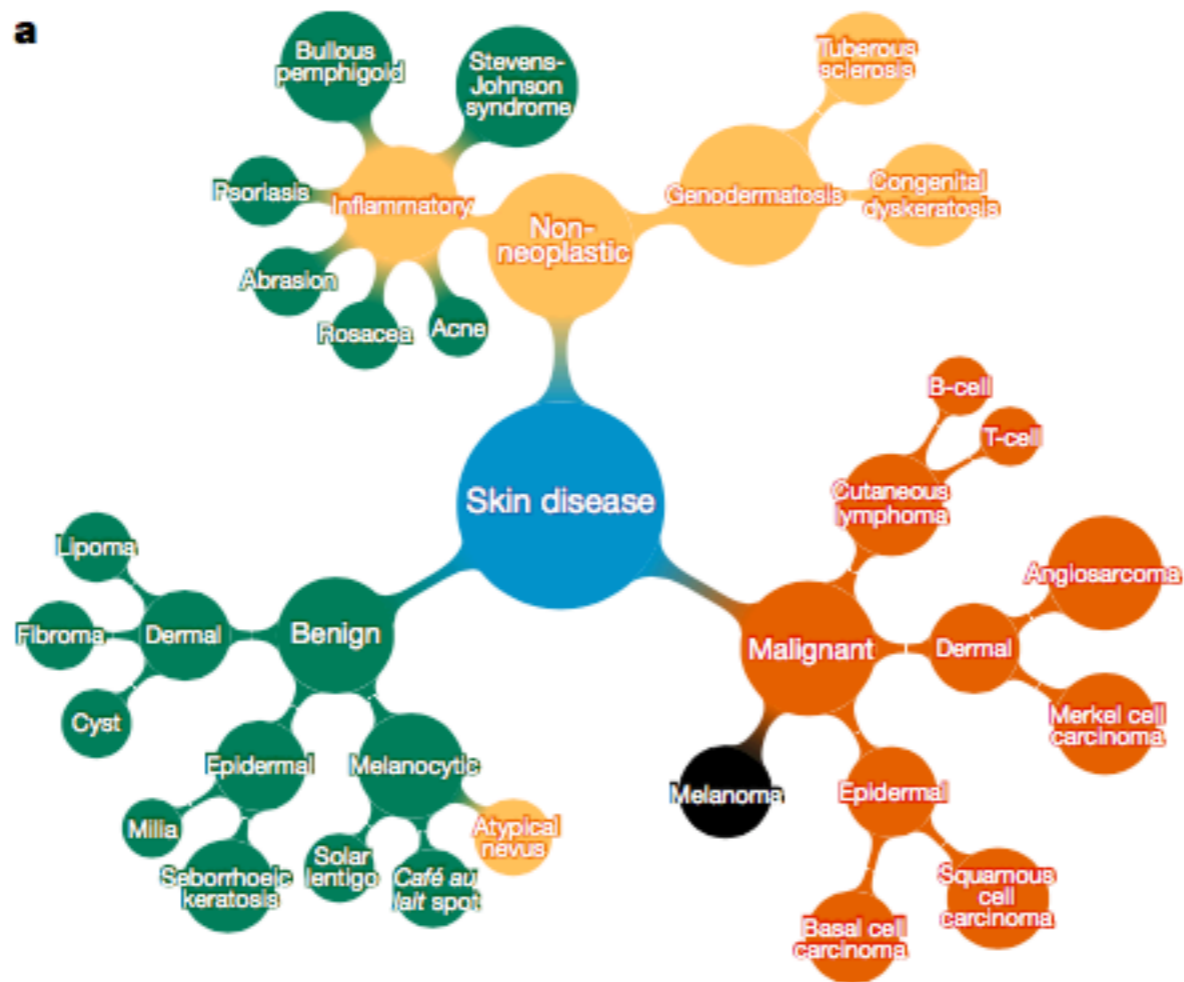 a
Bullous
pemphigoid
Stevens-
Johnson
syndrome
Tuberous
sclerosis
Psoriasis
Inflammatory
Non-
neoplastic
Genodermatosis
Congenital
dyskeratosis
Abrasion
Rosacea
Acne
B-cell
T-cell
Skin disease
Cutaneous
lymphoma
Lipoma
Angiosarcoma
Fibroma
Dermal
Benign
Malignant
Dermal
Cyst
Merkel cell
carcinoma
Epidermal
Melanocytic
Melanoma
Epidermal
Milia
Atypical
nevus
Seborrhoeic
keratosis
Solar
lentigo
Café au
lait spot
Squamous
cell
carcinoma
Basal cell
carcinoma